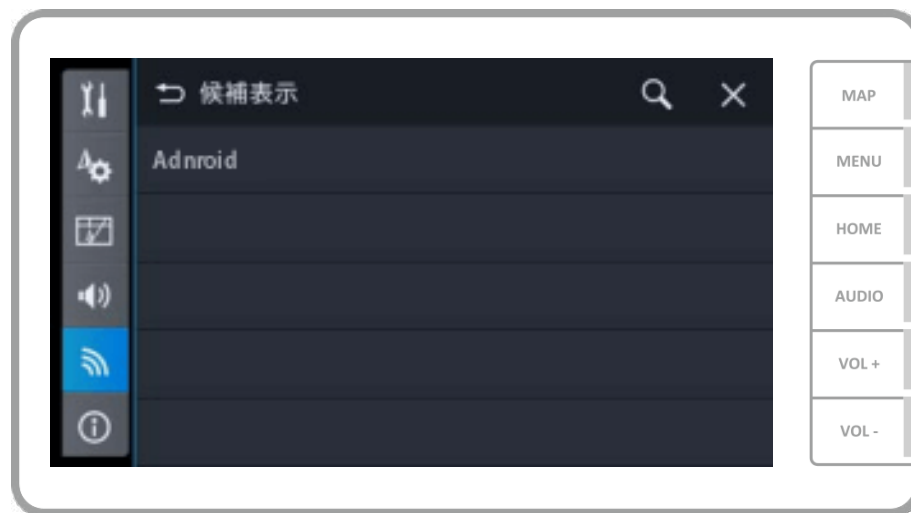 候補表示
Adnroid
MAP
MENU
HOME
AUDIO
VOL +
VOL -